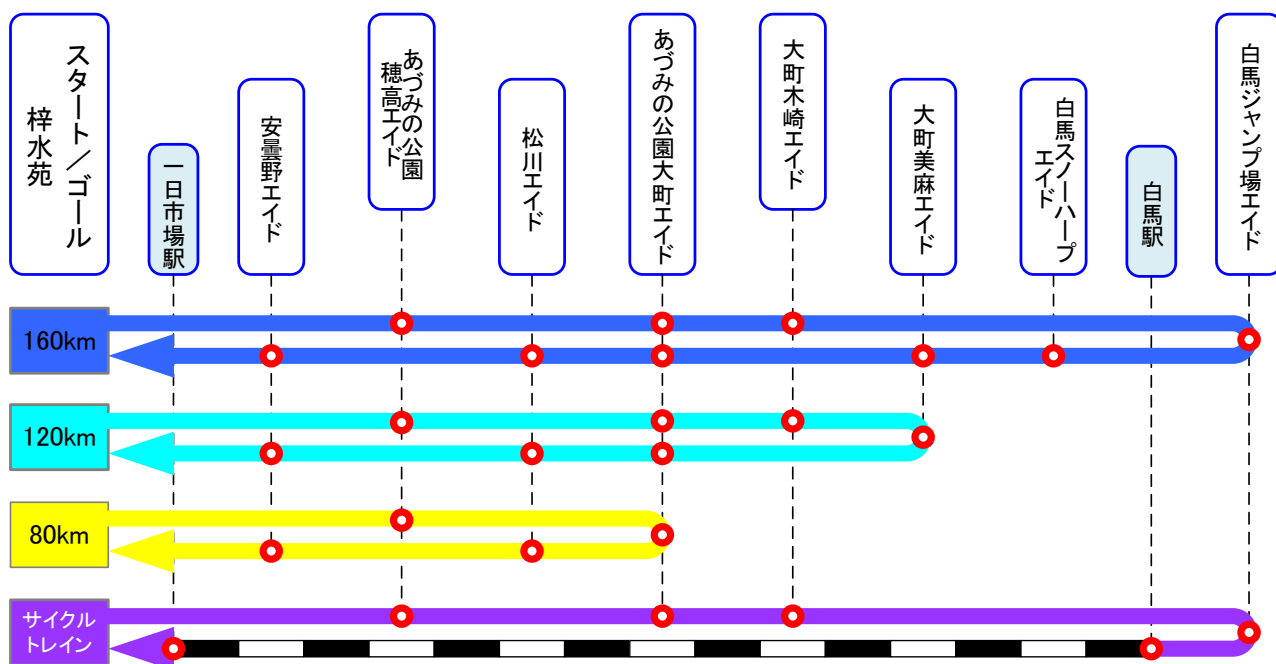 スタート／ゴール
梓水苑
一日市場駅
安曇野エイド
あづみの公園
穂高エイド
松川エイド
あづみの公園大町エイド
大町木崎エイド
大町美麻エイド
白馬スノーハープ
エイド
白馬駅
白馬ジャンプ場エイド
160km
120km
80km
サイクル
トレイン